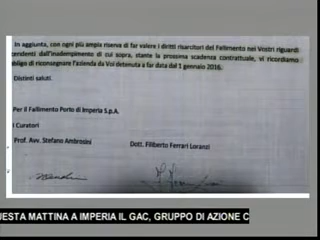 In aggiunta, con ogni più ampia riserva di far valere i diritti risarcitori del Fallimento nei Vostri riguardi
tendenti dall'inadempimento di cui sopra, stante la prossima scadenza contrattuale, vi ricordiamo
obbligo di riconsegnare l'azienda da Voi detenuta a far data dal 1 gennaio 2016.
Distinti saluti.
Per il Fallimento Porto di Imperia S.p.A.
I Curatori
Prof. Avv. Stefano Ambrosini
Dott. Filiberto Ferrari Loranzi
UESTA MATTINA A IMPERIA IL GAC, GRUPPO DI AZIONE C